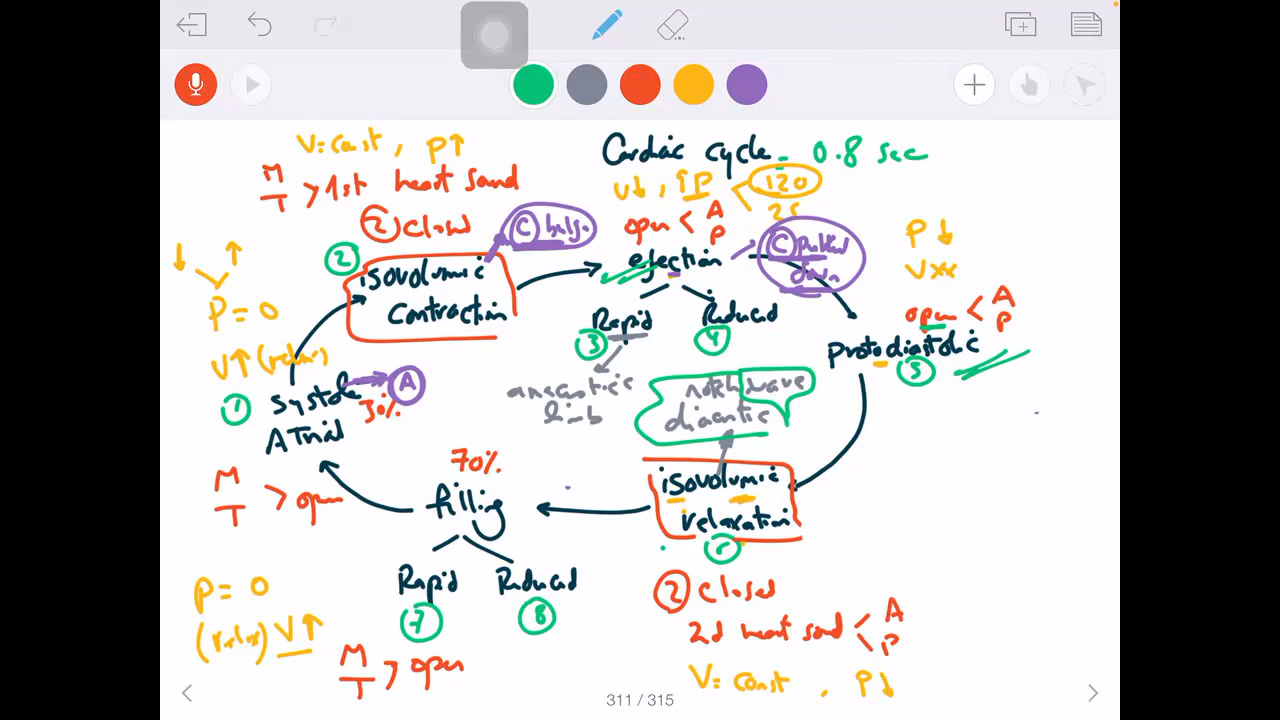 Cardiac cycle = 0.8 sec
V=const, P↑
M
T > 1st heart sound
② closed
② isovolumic
contraction
V↓, ↑P < 120
25
open < A
P
ejection
Rapid
Reduced
③
④
anacrotic
limb
C pulled
down
P↓
V
open < A
P
Protodiastolic
⑤
↓ ↑
P = 0
V↑
① systole → A
30%
Atrial
M
T > open
notch wave
dicrotic
isovolumic
relaxation
② closed
2d heart sound < A
P
V= const, P↓
70%
filling
Rapid
Reduced
⑦
⑧
P = 0
(relax) V↑
M
T > open
311 / 315